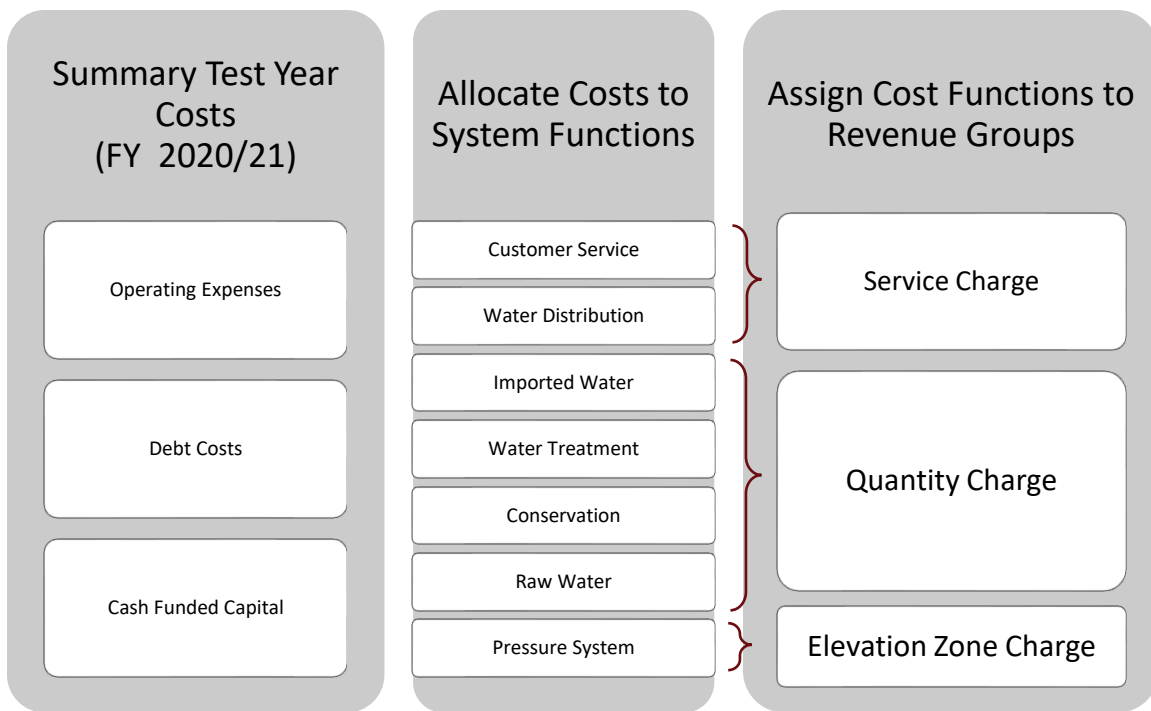 Summary Test Year
Costs
(FY 2020/21)
Operating Expenses
Debt Costs
Cash Funded Capital
Allocate Costs to
System Functions
Customer Service
Water Distribution
Imported Water
Water Treatment
Conservation
Raw Water
Pressure System
Assign Cost Functions to
Revenue Groups
Service Charge
Quantity Charge
Elevation Zone Charge